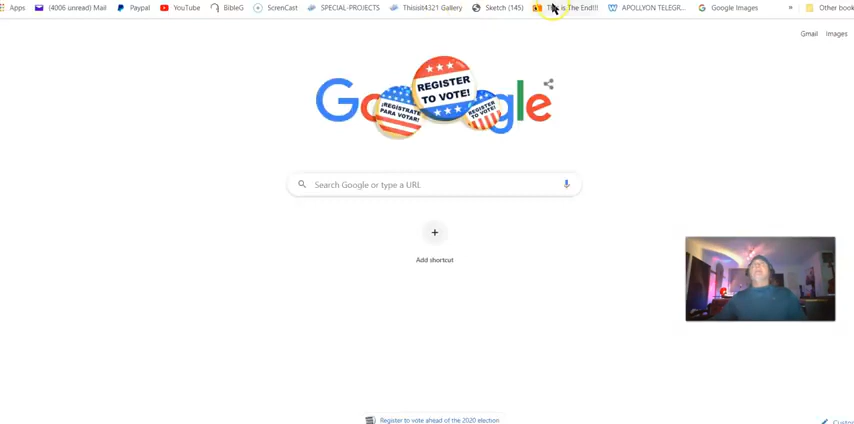 Apps (4006 unread) Mail Paypal YouTube BibleG ScrenCast SPECIAL-PROJECTS Thisisit4321 Gallery Sketch (145) is The End!!! APOLLYON TELEGR... Google Images » Other book
Gmail Images
Google
REGISTER TO VOTE!
¡REGÍSTRATE PARA VOTAR!
REGISTER TO VOTE!
Search Google or type a URL
+
Add shortcut
Register to vote ahead of the 2020 election